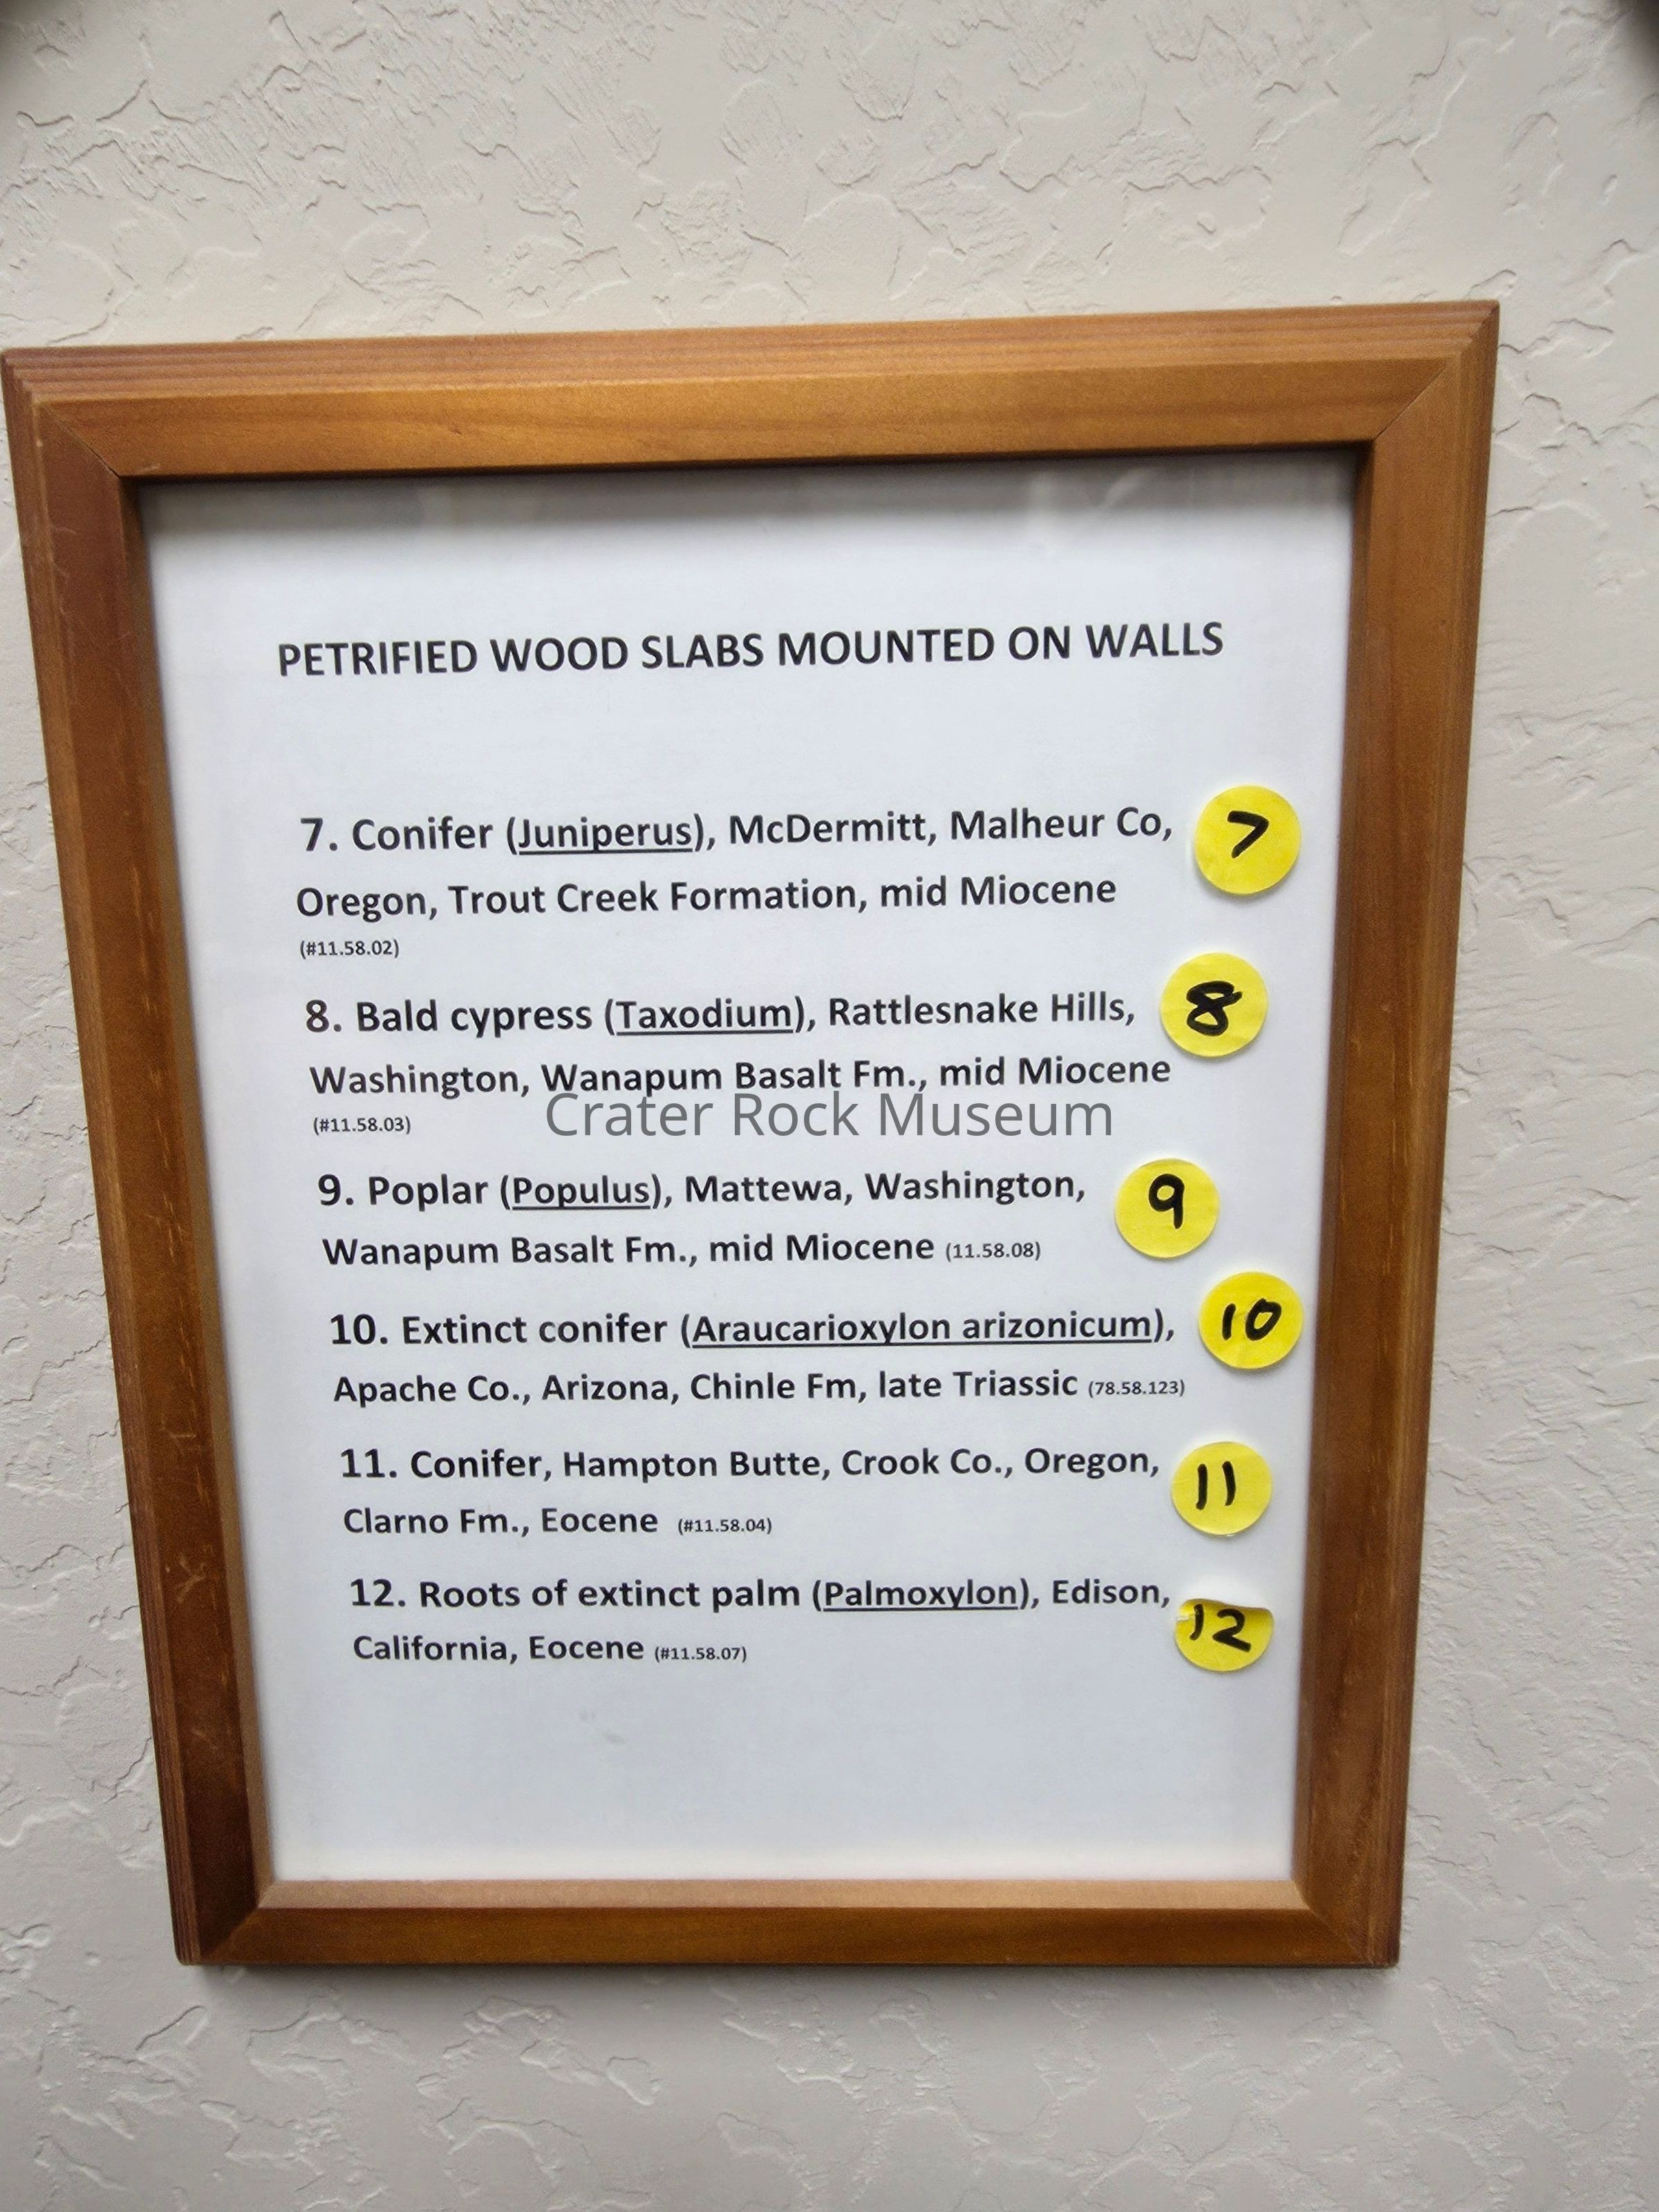 PETRIFIED WOOD SLABS MOUNTED ON WALLS
7. Conifer (Juniperus), McDermitt, Malheur Co,
7
Oregon, Trout Creek Formation, mid Miocene
(#11.58.02)
8. Bald cypress (Taxodium), Rattlesnake Hills,
8
Washington, Wanapum Basalt Fm., mid Miocene
(#11.58.03)
Crater Rock Museum
9. Poplar (Populus), Mattewa, Washington,
9
Wanapum Basalt Fm., mid Miocene (11.58.08)
10. Extinct conifer (Araucarioxylon arizonicum),
10
Apache Co., Arizona, Chinle Fm, late Triassic (78.58.123)
11. Conifer, Hampton Butte, Crook Co., Oregon,
11
Clarno Fm., Eocene (#11.58.04)
12. Roots of extinct palm (Palmoxylon), Edison,
12
California, Eocene (#11.58.07)